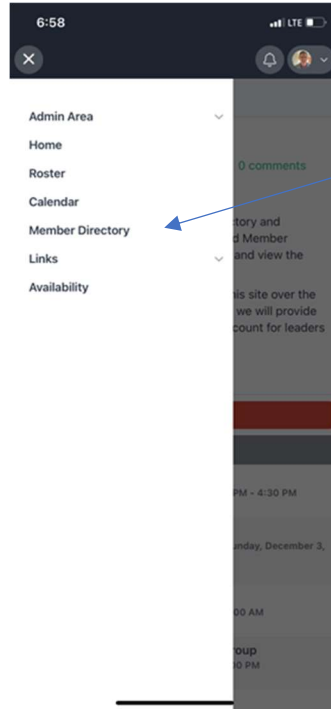 6:58
LTE
Admin Area
Home
Roster
0 comments
Calendar
tory and
Member Directory
d Member
Links
and view the
Availability
his site over the
we will provide
count for leaders
PM - 4:30 PM
unday, December 3,
00 AM
roup
00 PM